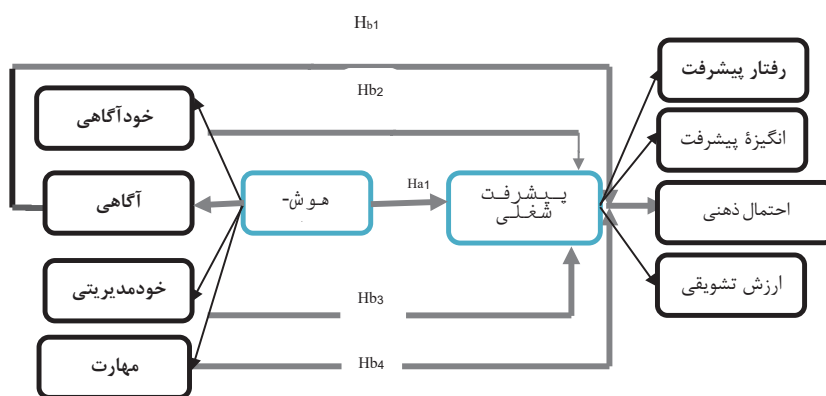 Hb1
Hb2
رفتار پیشرفت
خودآگاهی
انگیزهٔ پیشرفت
Ha1
پیشرفت
شغلی
هوش-
آگاهی
احتمال ذهنی
خودمدیریتی
ارزش تشویقی
Hb3
مهارت
Hb4